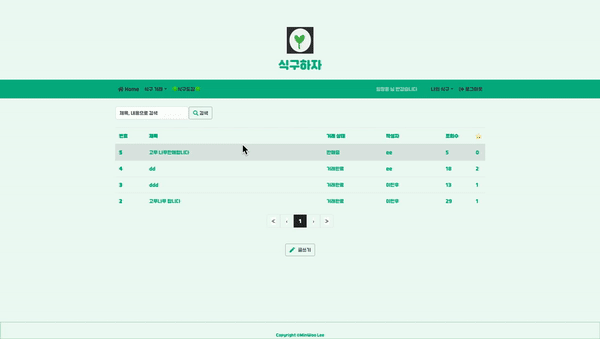 식구하자
Home 식구 거래 식구도감 님 반갑습니다 나의 식구 로그아웃
제목, 내용으로 검색 검색
번호 제목 거래 상태 작성자 조회수
5 고무 나무판매합니다 판매중 ee 5 0
4 dd 거래완료 ee 18 2
3 ddd 거래완료 이민우 13 1
2 고무나무 팝니다 거래완료 이민우 29 1
< ‹ 1 › >
글쓰기
Copyright ©MinWoo Lee